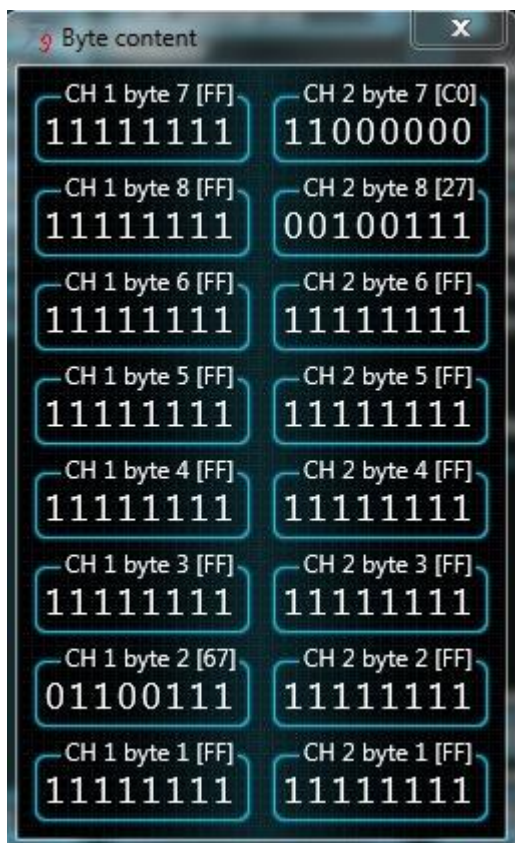 Byte content
x
CH 1 byte 7 [FF] CH 2 byte 7 [C0]
11111111 11000000
CH 1 byte 8 [FF] CH 2 byte 8 [27]
11111111 00100111
CH 1 byte 6 [FF] CH 2 byte 6 [FF]
11111111 11111111
CH 1 byte 5 [FF] CH 2 byte 5 [FF]
11111111 11111111
CH 1 byte 4 [FF] CH 2 byte 4 [FF]
11111111 11111111
CH 1 byte 3 [FF] CH 2 byte 3 [FF]
11111111 11111111
CH 1 byte 2 [67] CH 2 byte 2 [FF]
01100111 11111111
CH 1 byte 1 [FF] CH 2 byte 1 [FF]
11111111 11111111